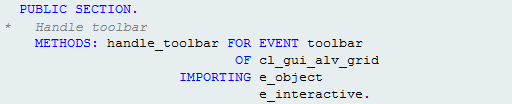 PUBLIC SECTION.
*   Handle toolbar
    METHODS: handle_toolbar FOR EVENT toolbar
                            OF cl_gui_alv_grid
                     IMPORTING e_object
                               e_interactive.